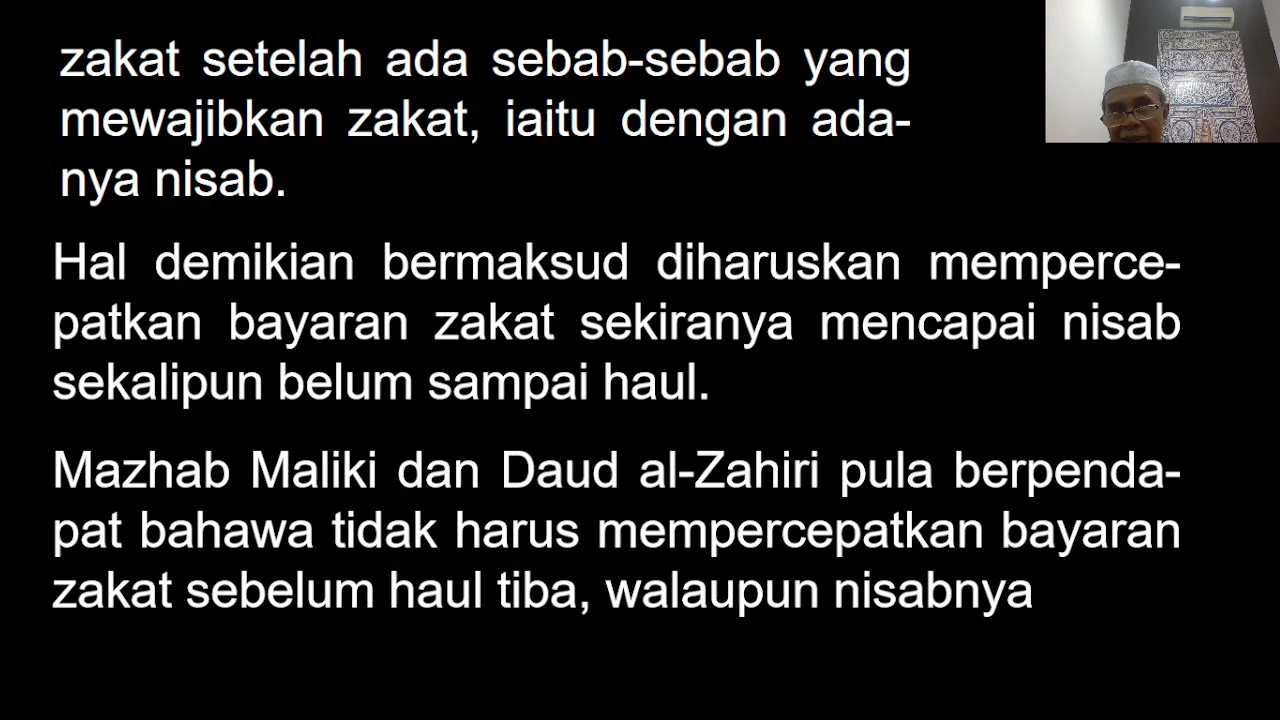 zakat setelah ada sebab-sebab yang
mewajibkan zakat, iaitu dengan ada-
nya nisab.
Hal demikian bermaksud diharuskan memperce-
patkan bayaran zakat sekiranya mencapai nisab
sekalipun belum sampai haul.
Mazhab Maliki dan Daud al-Zahiri pula berpenda-
pat bahawa tidak harus mempercepatkan bayaran
zakat sebelum haul tiba, walaupun nisabnya